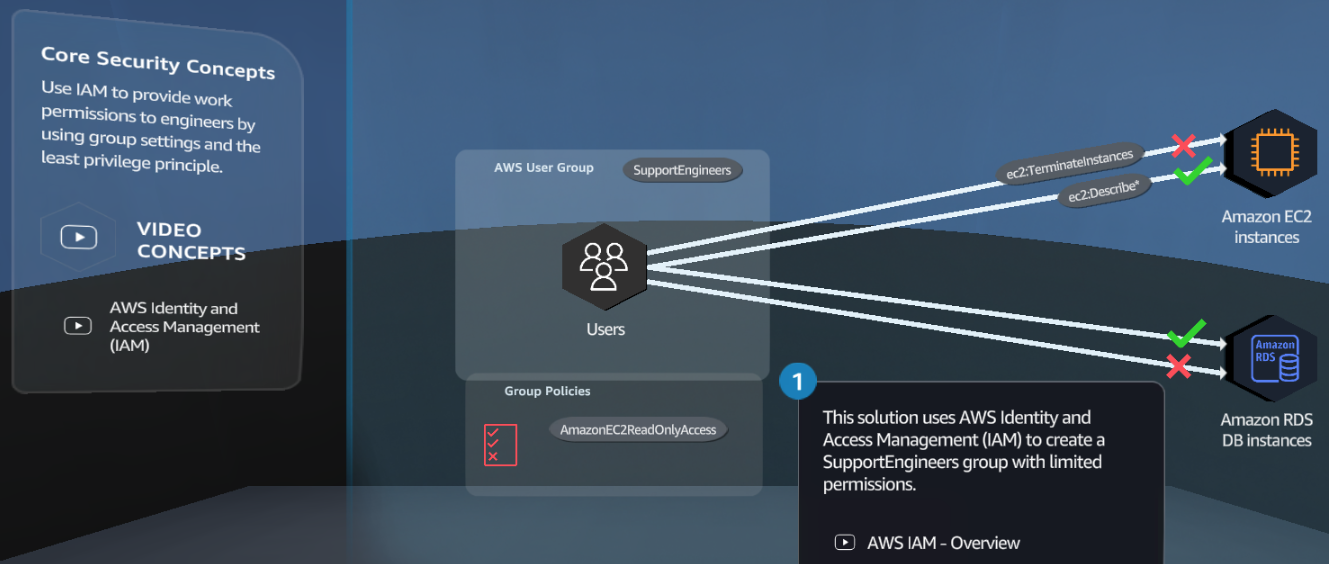 Core Security Concepts
Use IAM to provide work
permissions to engineers by
using group settings and the
least privilege principle.
VIDEO
CONCEPTS
AWS Identity and
Access Management
(IAM)
AWS User Group
SupportEngineers
Users
Group Policies
AmazonEC2ReadOnlyAccess
ec2:TerminateInstances
ec2:Describe*
Amazon EC2
instances
Amazon
RDS
Amazon RDS
DB instances
1
This solution uses AWS Identity and
Access Management (IAM) to create a
SupportEngineers group with limited
permissions.
AWS IAM - Overview